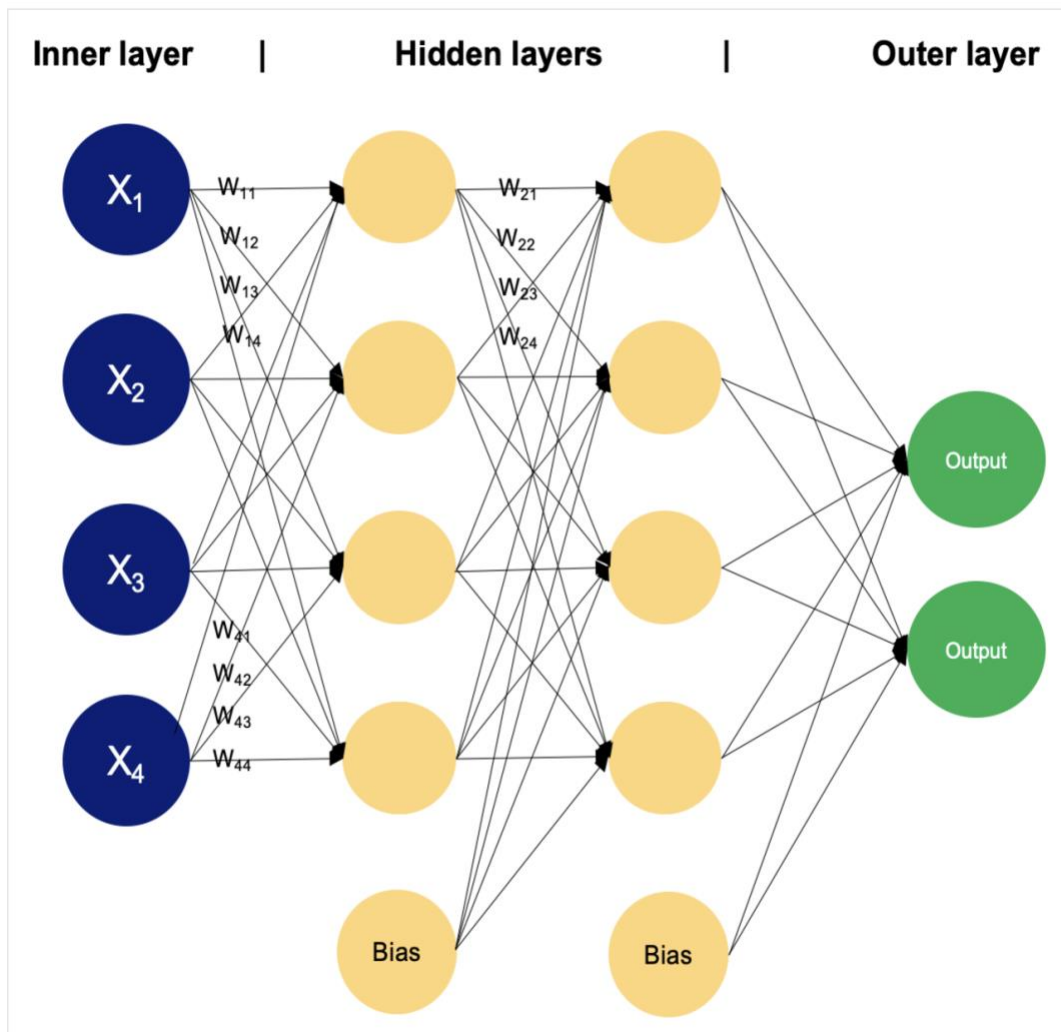 Inner layer | Hidden layers | Outer layer
X₁
W₁₁
W₂₁
W₁₂
W₂₂
W₁₃
W₂₃
W₁₄
W₂₄
X₂
Output
X₃
W₄₁
Output
W₄₂
W₄₃
X₄
W₄₄
Bias
Bias